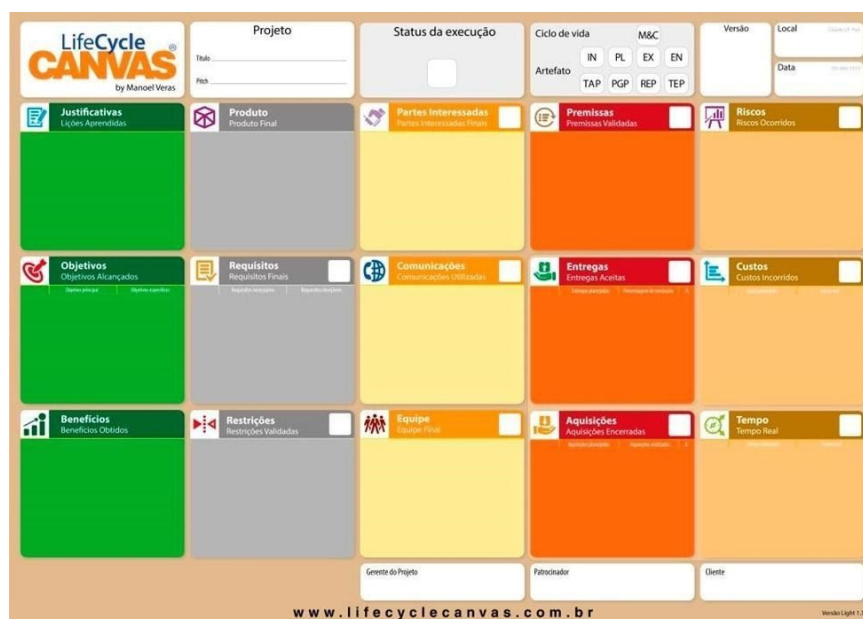 LifeCycle
CANVAS®
by Manoel Veras
Projeto
Título
Pitch
Status da execução
Ciclo de vida
M&C
IN PL EX EN
Artefato
TAP PGP REP TEP
Versão
Local
Data
Justificativas
Lições Aprendidas
Produto
Produto Final
Partes Interessadas
Partes Interessadas Finais
Premissas
Premissas Validadas
Riscos
Riscos Ocorridos
Objetivos
Objetivos Alcançados
Objetivo principal Objetivos específicos
Requisitos
Requisitos Finais
Comunicações
Comunicações Utilizadas
Entregas
Entregas Aceitas
Custos
Custos Incorridos
Benefícios
Benefícios Obtidos
Restrições
Restrições Validadas
Equipe
Equipe Final
Aquisições
Aquisições Encerradas
Tempo
Tempo Real
Gerente do Projeto
Patrocinador
Cliente
www.lifecyclecanvas.com.br